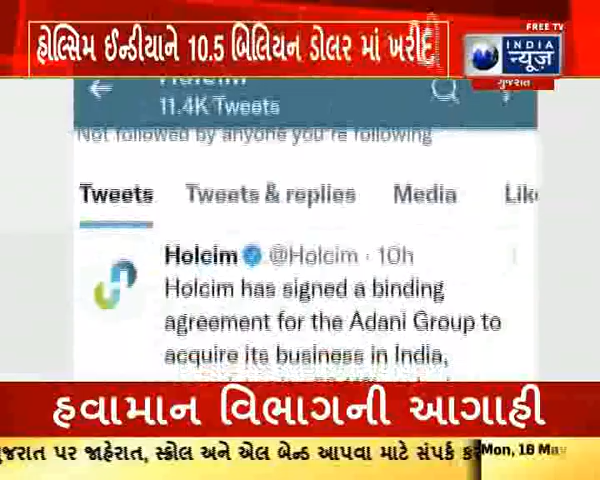 હોલ્સિમ ઈન્ડીયાને 10.5 બિલિયન ડોલર માં ખરીદી
FREE TV
INDIA
न्यूज़
ગુજરાત
Holcim
11.4K Tweets
Not followed by anyone you're following
Tweets Tweets & replies Media
Holcim @Holcim · 10h
Holcim has signed a binding
agreement for the Adani Group to
acquire its business in India,
હવામાન વિભાગની આગાહી
પર જાહેરાત, સ્ક્રોલ અને એલ બેન્ડ આપવા માટે સંપર્ક
Mon, 16 May